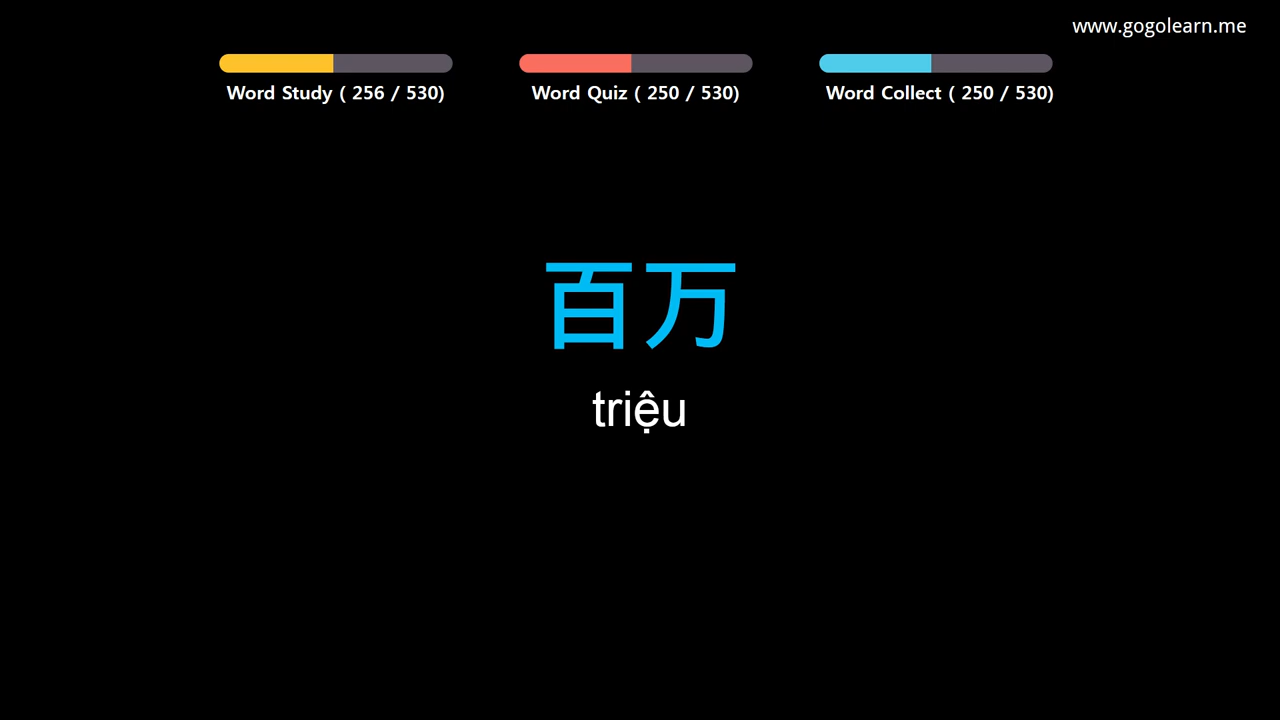 www.gogolearn.me
Word Study ( 256 / 530)
Word Quiz ( 250 / 530)
Word Collect ( 250 / 530)
百万
triệu